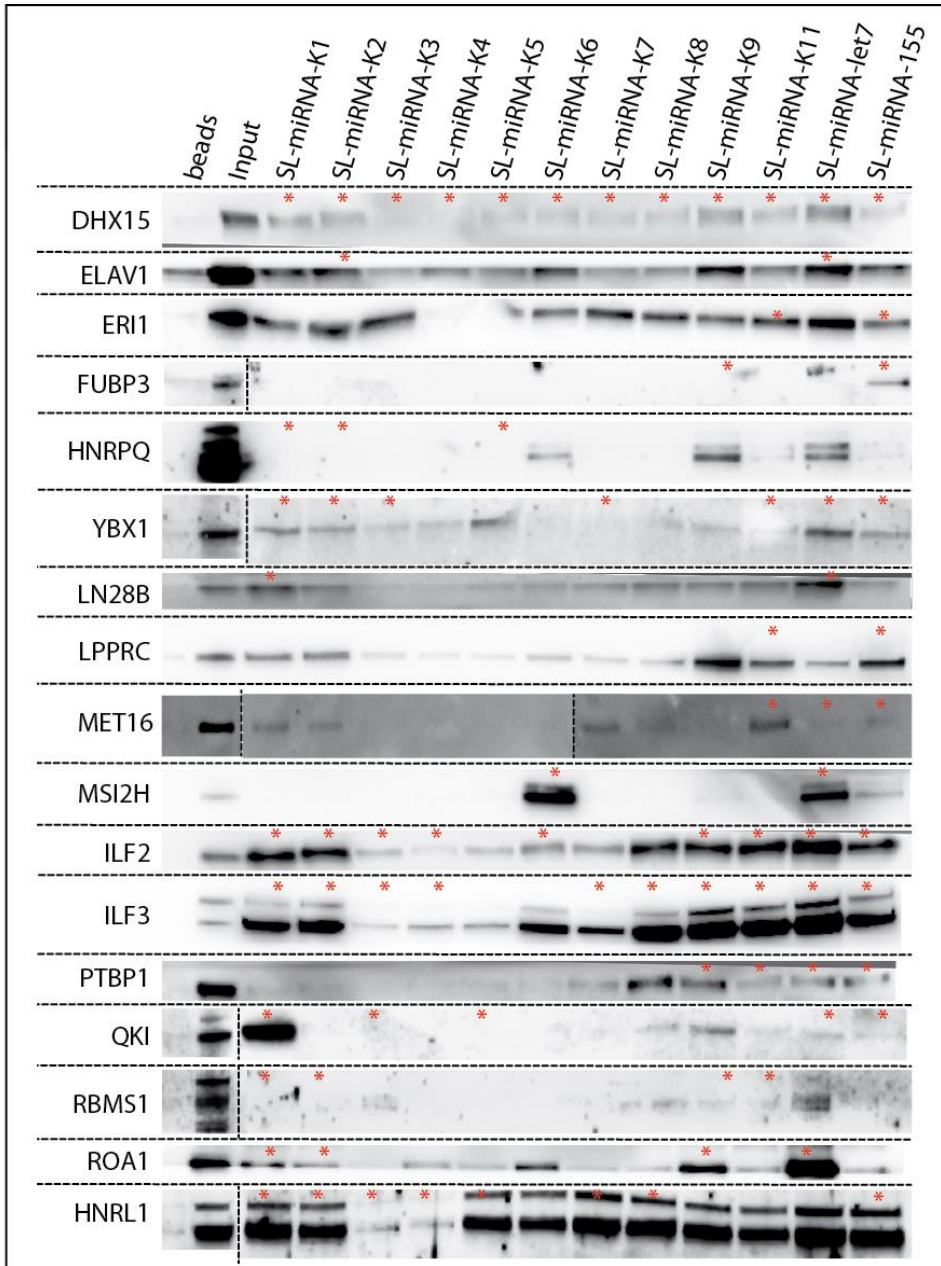 beads Input SL-miRNA-K1 SL-miRNA-K2 SL-miRNA-K3 SL-miRNA-K4 SL-miRNA-K5 SL-miRNA-K6 SL-miRNA-K7 SL-miRNA-K8 SL-miRNA-K9 SL-miRNA-K11 SL-miRNA-let7 SL-miRNA-155
* * * * * * * * * * * *
DHX15
* *
ELAV1
* *
ERI1
* *
FUBP3
* * *
HNRPQ
* * * * * * *
YBX1
* *
LN28B
* *
LPPRC
* * *
MET16
* *
MSI2H
* * * * * * * * *
ILF2
* * * * * * * * * *
ILF3
* * * *
PTBP1
* * * * *
QKI
* * * *
RBMS1
* * * *
ROA1
* * * * * * * *
HNRL1